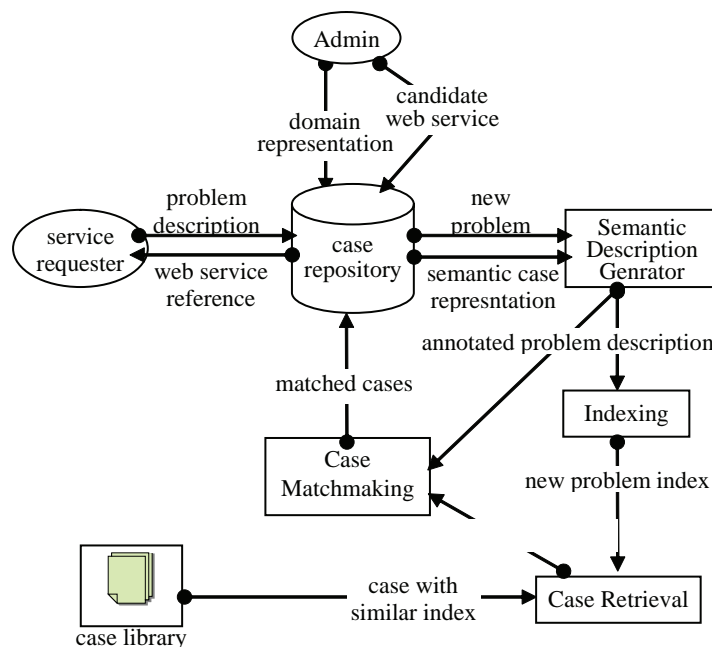 Admin
domain
representation
candidate
web service
service
requester
problem
description
web service
reference
case
repository
new
problem
semantic case
represntation
Semantic
Description
Genrator
annotated problem description
matched cases
Indexing
Case
Matchmaking
new problem index
case library
case with
similar index
Case Retrieval